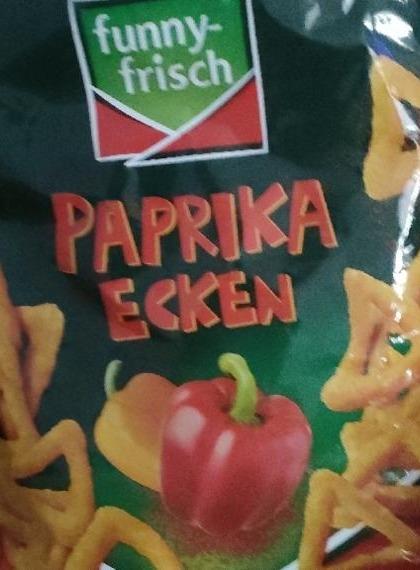 funny-
frisch
PAPRIKA
ECKEN